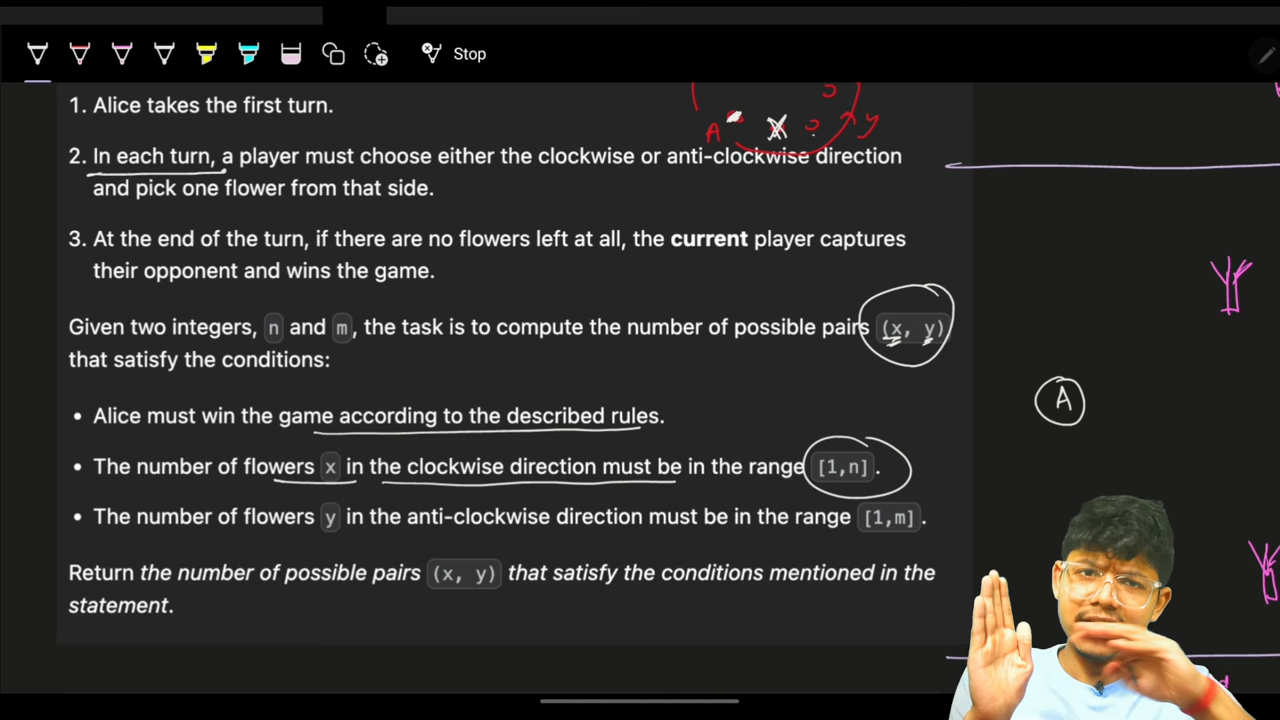 Stop
1. Alice takes the first turn.
A x y
2. In each turn, a player must choose either the clockwise or anti-clockwise direction
and pick one flower from that side.
3. At the end of the turn, if there are no flowers left at all, the current player captures
their opponent and wins the game.
Given two integers, n and m, the task is to compute the number of possible pairs (x, y)
that satisfy the conditions:
A
• Alice must win the game according to the described rules.
• The number of flowers x in the clockwise direction must be in the range [1,n].
• The number of flowers y in the anti-clockwise direction must be in the range [1,m].
Return the number of possible pairs (x, y) that satisfy the conditions mentioned in the
statement.